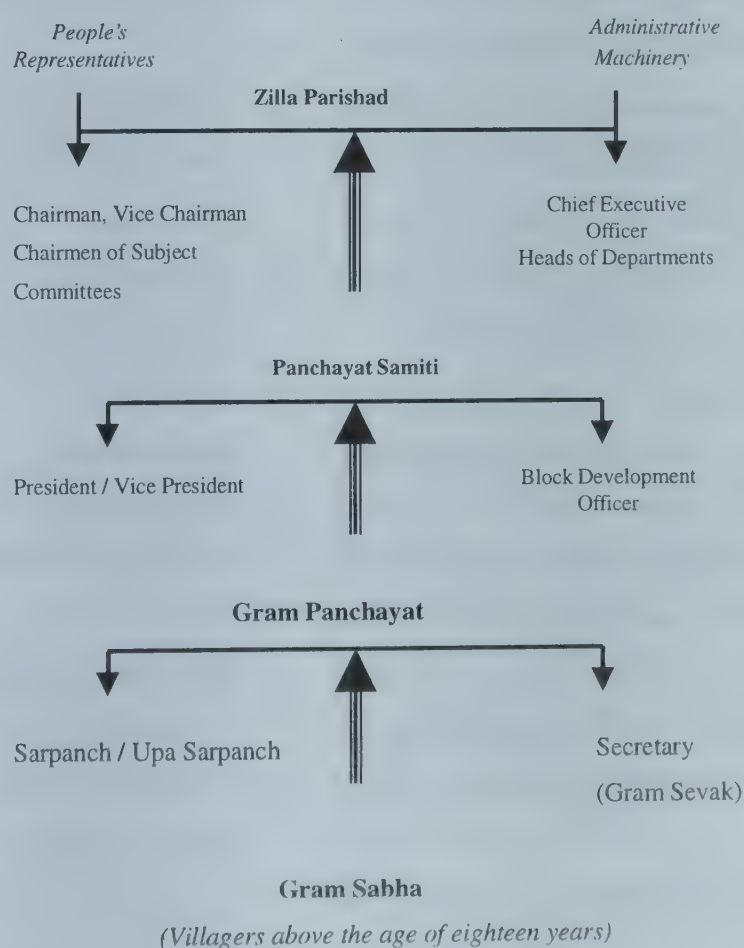 People's
Representatives
Administrative
Machinery
Zilla Parishad
Chairman, Vice Chairman
Chairmen of Subject
Committees
Chief Executive
Officer
Heads of Departments
Panchayat Samiti
President / Vice President
Block Development
Officer
Gram Panchayat
Sarpanch / Upa Sarpanch
Secretary
(Gram Sevak)
Gram Sabha
(Villagers above the age of eighteen years)